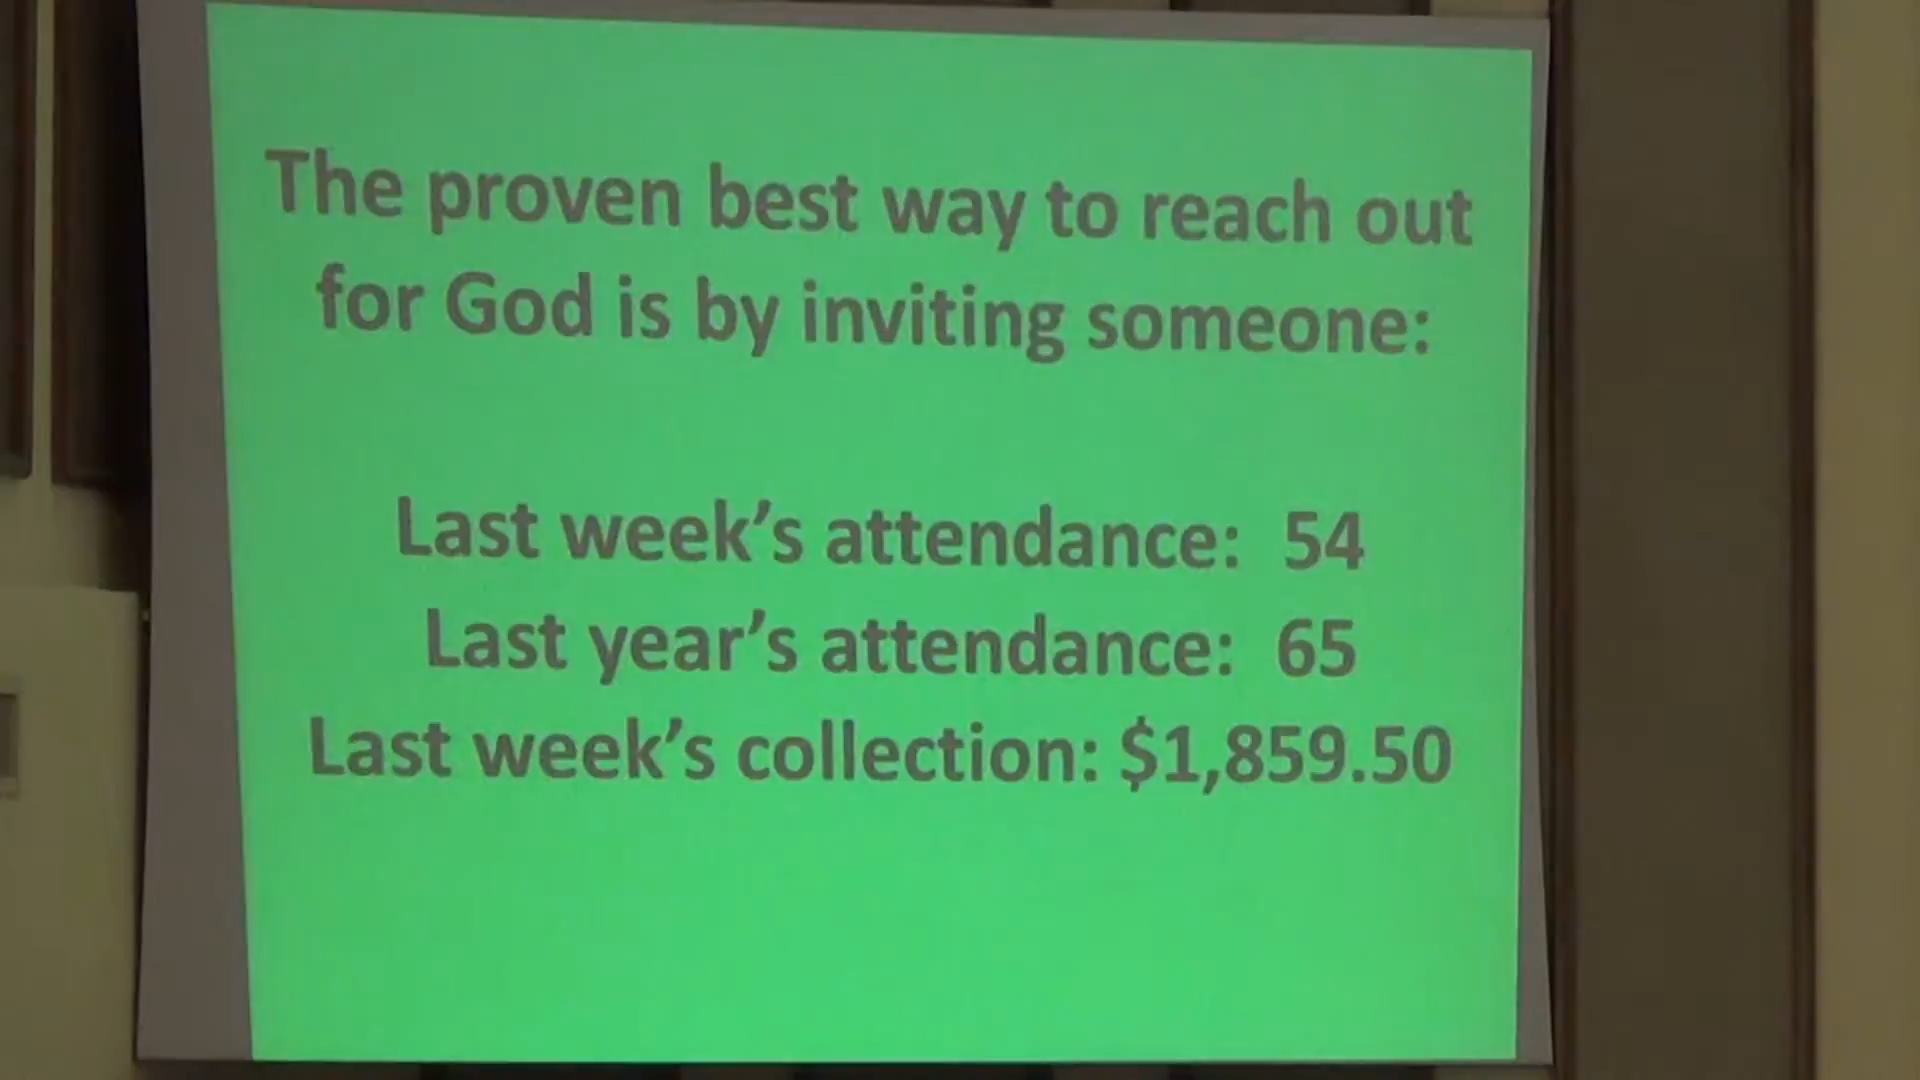 The proven best way to reach out
for God is by inviting someone:
Last week's attendance: 54
Last year's attendance: 65
Last week's collection: $1,859.50